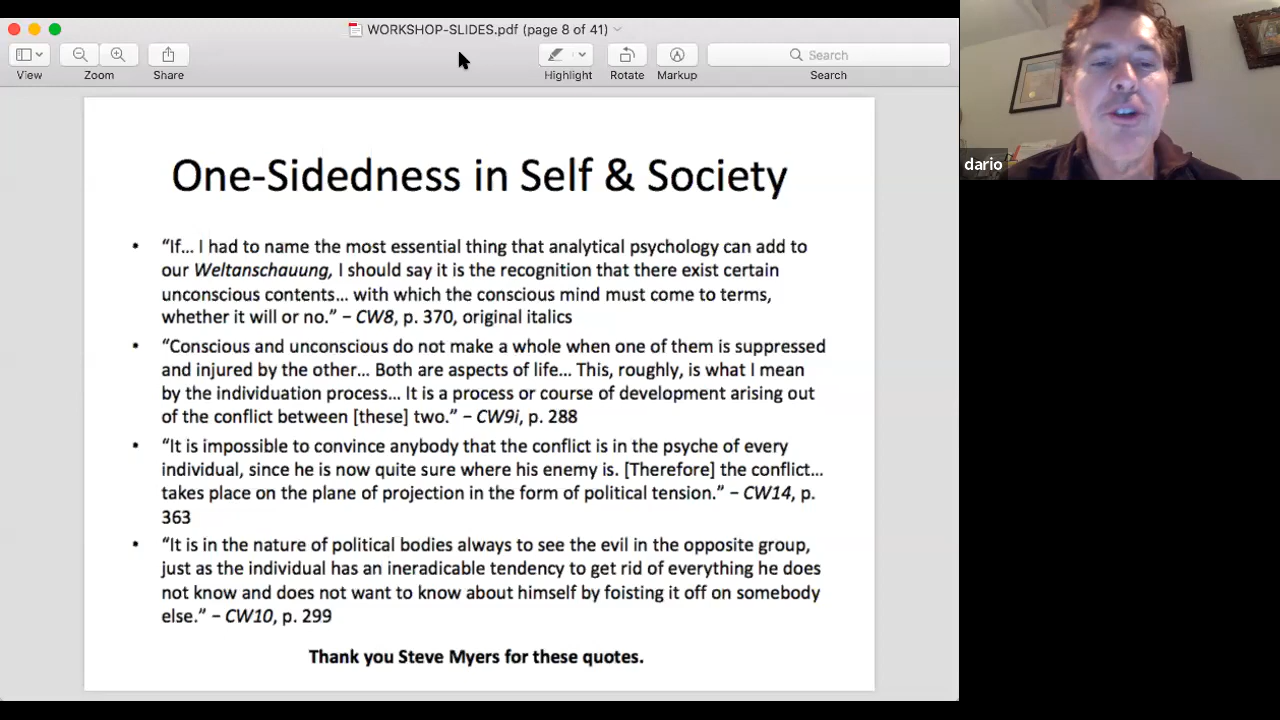 WORKSHOP-SLIDES.pdf (page 8 of 41)
View
Zoom
Share
Highlight
Rotate
Markup
Search
Search
dario
One-Sidedness in Self & Society
• “If... I had to name the most essential thing that analytical psychology can add to
our Weltanschauung, I should say it is the recognition that there exist certain
unconscious contents... with which the conscious mind must come to terms,
whether it will or no.” – CW8, p. 370, original italics
• “Conscious and unconscious do not make a whole when one of them is suppressed
and injured by the other... Both are aspects of life... This, roughly, is what I mean
by the individuation process... It is a process or course of development arising out
of the conflict between [these] two.” – CW9i, p. 288
• “It is impossible to convince anybody that the conflict is in the psyche of every
individual, since he is now quite sure where his enemy is. [Therefore] the conflict...
takes place on the plane of projection in the form of political tension.” – CW14, p.
363
• “It is in the nature of political bodies always to see the evil in the opposite group,
just as the individual has an ineradicable tendency to get rid of everything he does
not know and does not want to know about himself by foisting it off on somebody
else.” – CW10, p. 299
Thank you Steve Myers for these quotes.